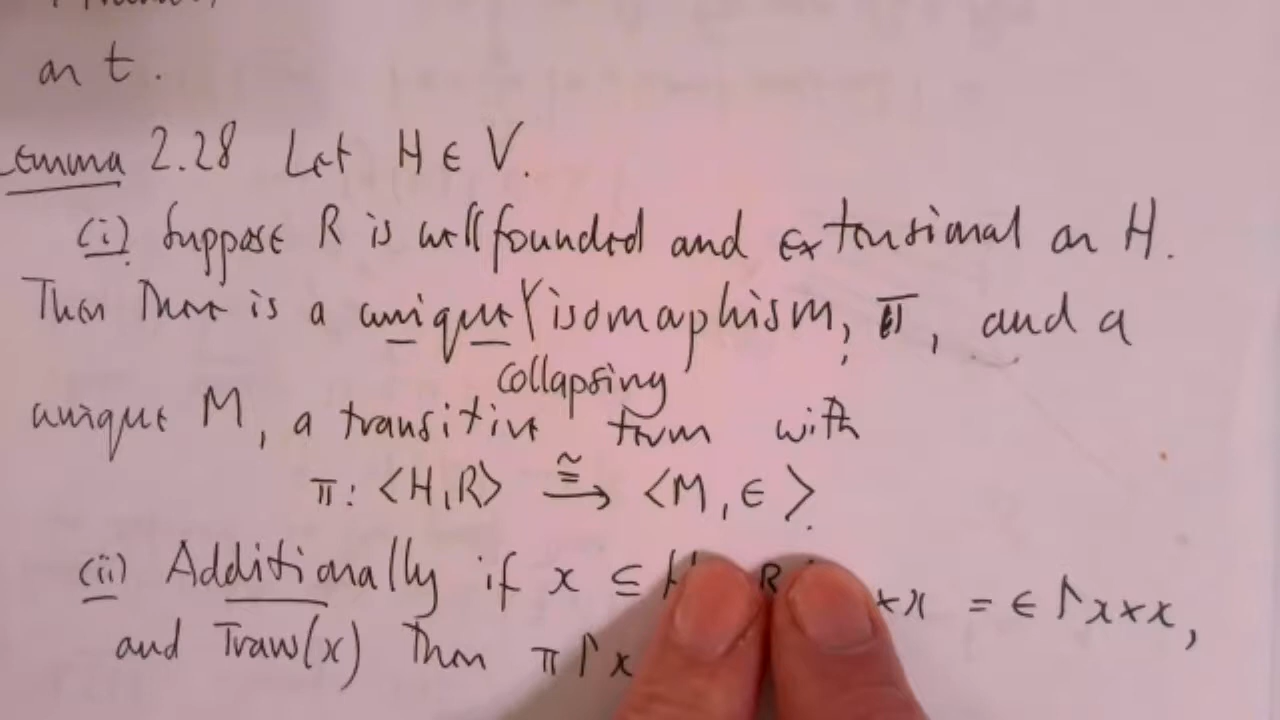 on t.
Lemma 2.28 Let H ∈ V.
(i) Suppose R is wellfounded and extensional on H.
Then there is a unique isomorphism, π, and a
collapsing
unique M, a transitive term with
π: ⟨H, R⟩ ≅→ ⟨M, ∈⟩.
(ii) Additionally if x ⊆ H R ×x = ∈↾x×x,
and Trans(x) then π↾x